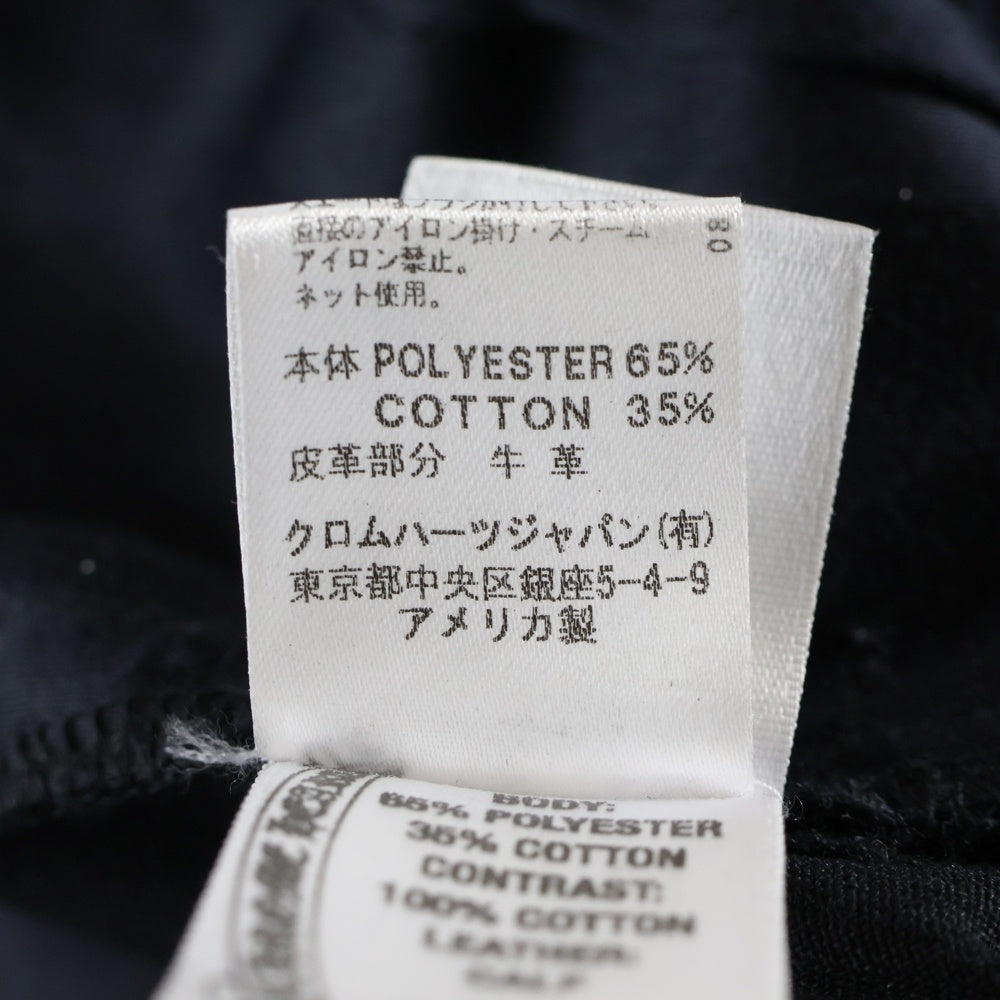 直接のアイロン掛け・スチーム
アイロン禁止。
ネット使用。
80
本体 POLYESTER 65%
COTTON 35%
皮革部分 牛革
クロムハーツジャパン(有)
東京都中央区銀座5-4-9
アメリカ製
BODY:
65% POLYESTER
35% COTTON
CONTRAST:
100% COTTON
LEATHER:
CALF